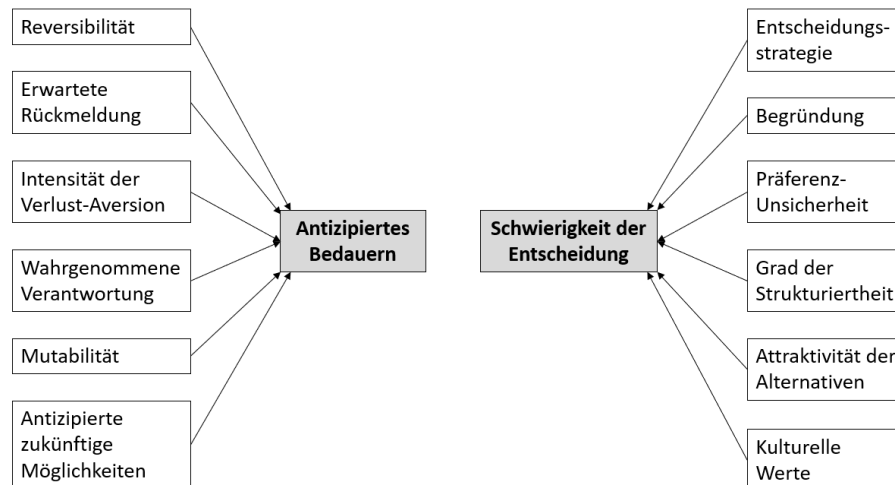 Reversibilität
Erwartete
Rückmeldung
Intensität der
Verlust-Aversion
Wahrgenommene
Verantwortung
Mutabilität
Antizipierte
zukünftige
Möglichkeiten
Antizipiertes
Bedauern
Schwierigkeit der
Entscheidung
Entscheidungs-
strategie
Begründung
Präferenz-
Unsicherheit
Grad der
Strukturiertheit
Attraktivität der
Alternativen
Kulturelle
Werte